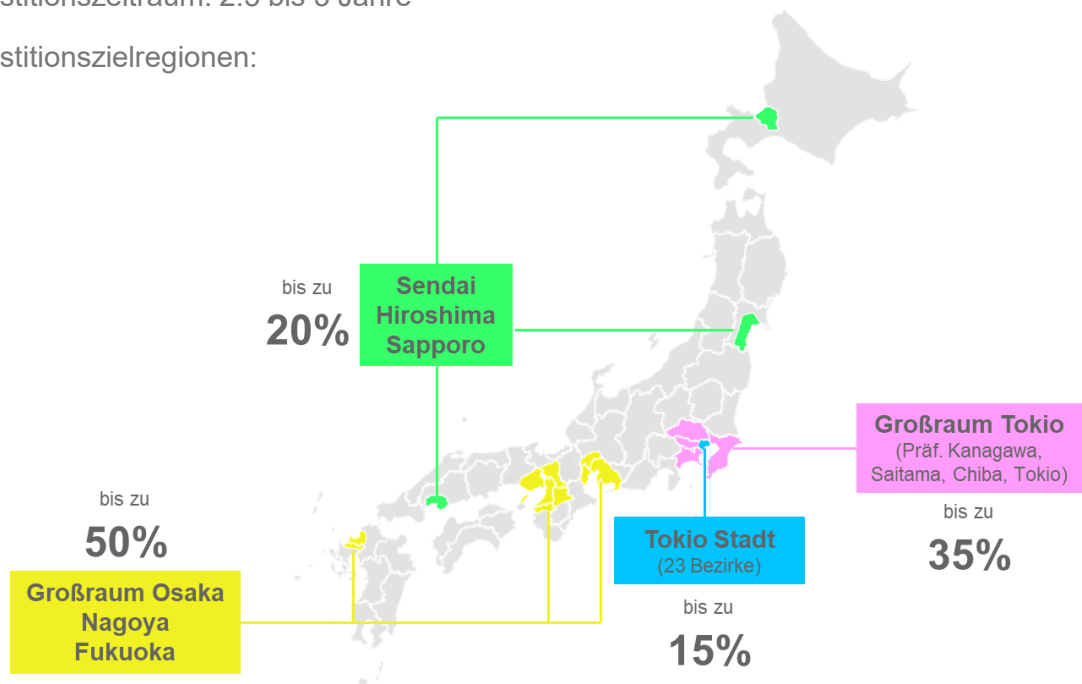 stitionszielregionen:
bis zu
20%
Sendai
Hiroshima
Sapporo
Großraum Tokio
(Präf. Kanagawa,
Saitama, Chiba, Tokio)
bis zu
35%
bis zu
50%
Großraum Osaka
Nagoya
Fukuoka
Tokio Stadt
(23 Bezirke)
bis zu
15%